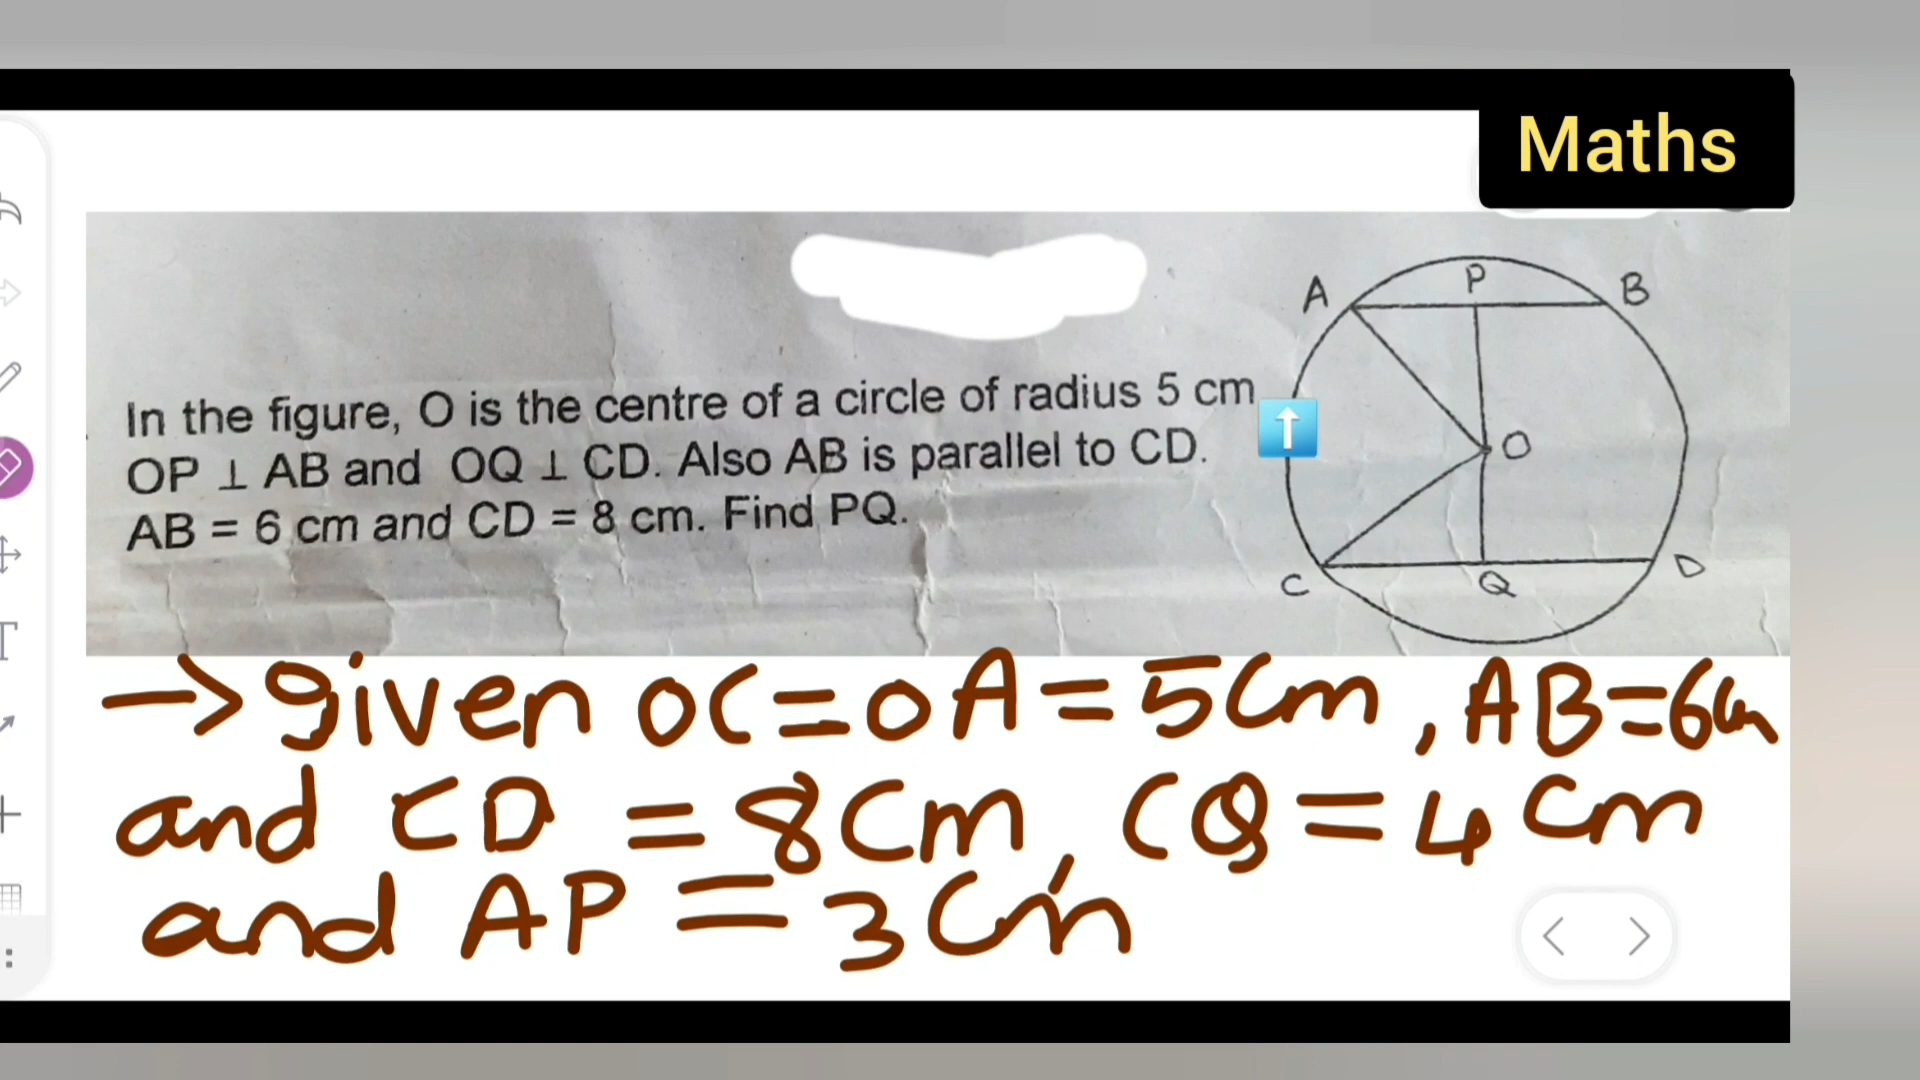 Maths
In the figure, O is the centre of a circle of radius 5 cm
OP ⊥ AB and OQ ⊥ CD. Also AB is parallel to CD.
AB = 6 cm and CD = 8 cm. Find PQ.
A P B
O
C Q D
→ given OC=OA=5cm, AB=6cm
and CD = 8cm, CQ=4cm
and AP = 3cm